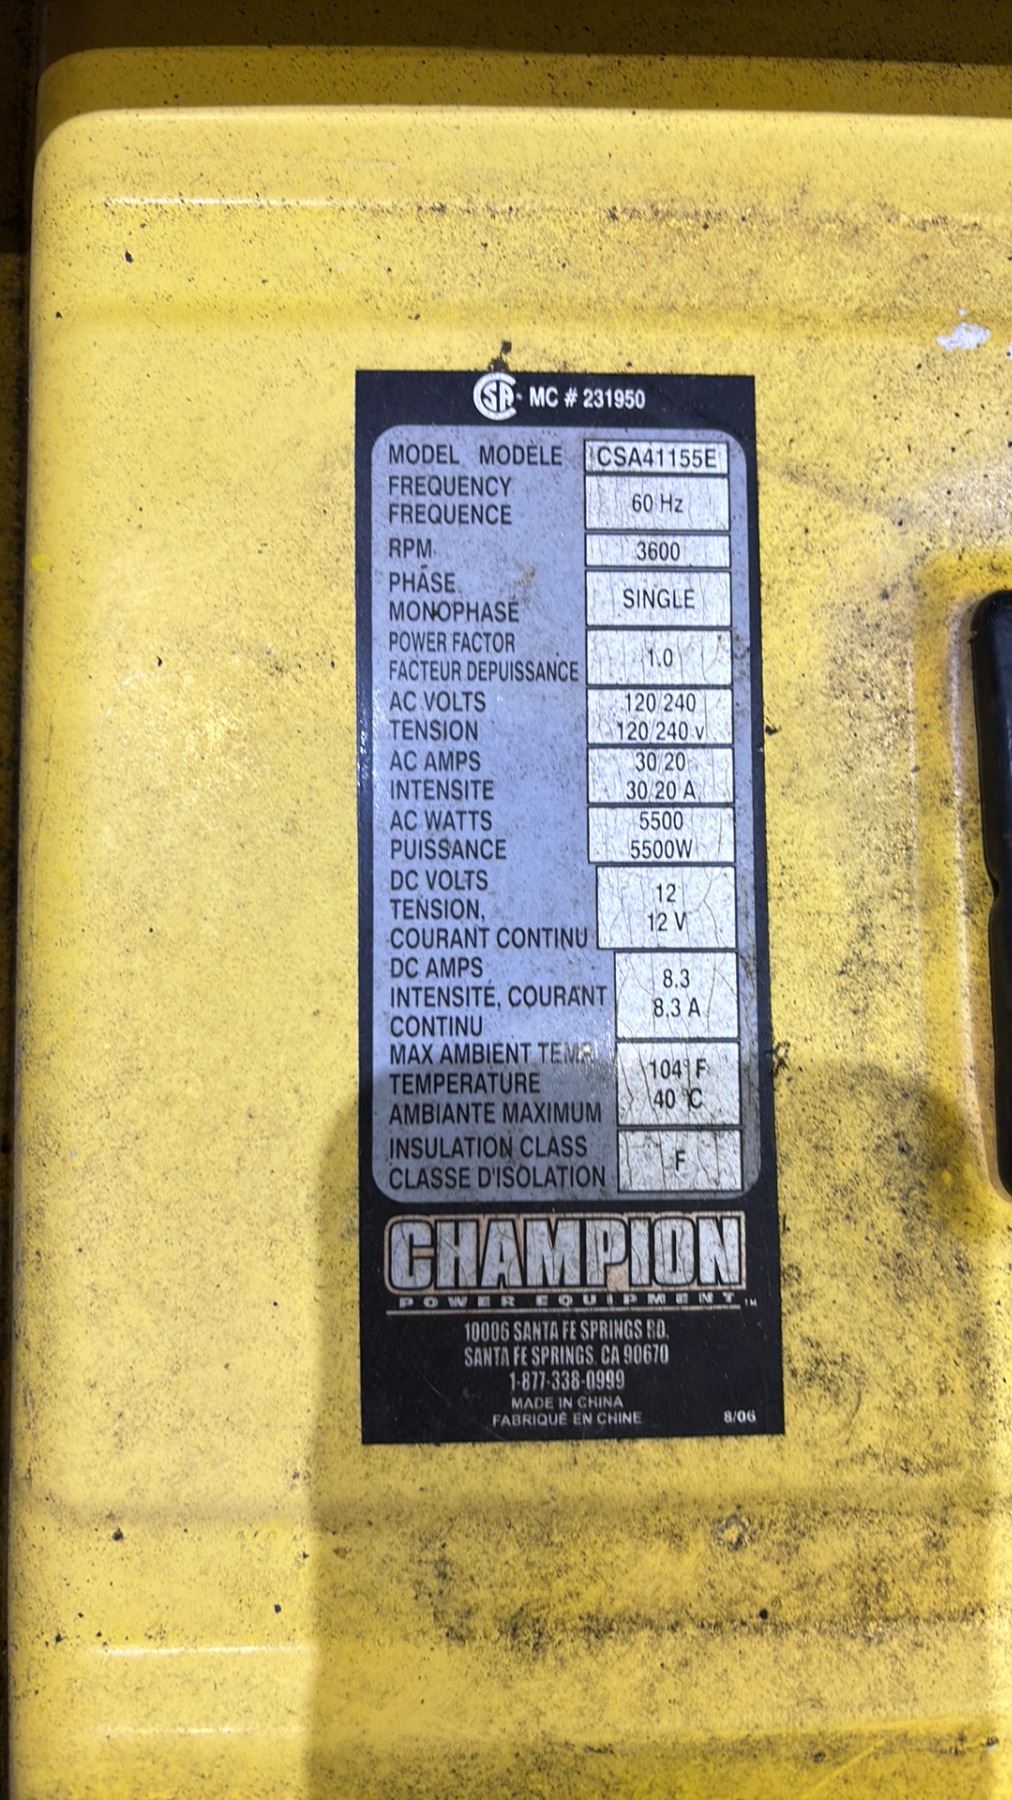 CSA MC # 231950
MODEL MODELE CSA41155E
FREQUENCY
FREQUENCE 60 Hz
RPM 3600
PHASE
MONOPHASE SINGLE
POWER FACTOR
FACTEUR DEPUISSANCE 1.0
AC VOLTS 120/240
TENSION 120/240 v
AC AMPS 30/20
INTENSITE 30/20 A
AC WATTS 5500
PUISSANCE 5500W
DC VOLTS 12
TENSION, 12 V
COURANT CONTINU
DC AMPS 8.3
INTENSITÉ, COURANT 8.3 A
CONTINU
MAX AMBIENT TEMP 104° F
TEMPERATURE 40 °C
AMBIANTE MAXIMUM
INSULATION CLASS F
CLASSE D'ISOLATION
CHAMPION
POWER EQUIPMENT ™
10006 SANTA FE SPRINGS RD.
SANTA FE SPRINGS, CA 90670
1-877-338-0999
MADE IN CHINA
FABRIQUÉ EN CHINE 8/06